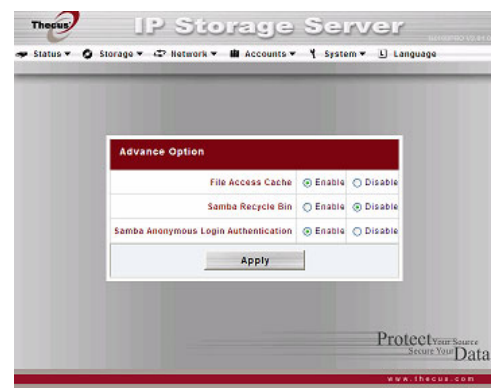 Thecus
IP Storage Server
Status Storage Network Accounts System Language
Advance Option
File Access Cache Enable Disable
Samba Recycle Bin Enable Disable
Samba Anonymous Login Authentication Enable Disable
Apply
Protect Your Source
Secure Your Data
www.thecus.com